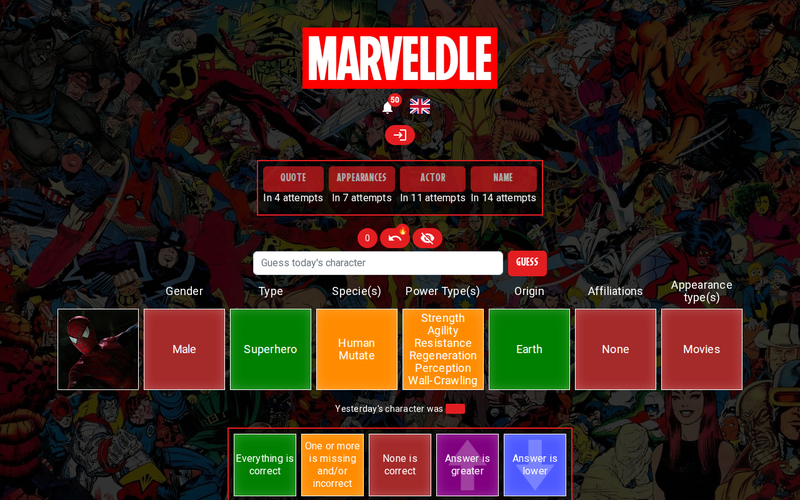 MARVELDLE
50
QUOTE APPEARANCES ACTOR NAME
In 4 attempts In 7 attempts In 11 attempts In 14 attempts
0
Guess today's character GUESS
Gender Type Specie(s) Power Type(s) Origin Affiliations Appearance type(s)
Male
Superhero
Human
Mutate
Strength
Agility
Resistance
Regeneration
Perception
Wall-Crawling
Earth
None
Movies
Yesterday's character was
Everything is
correct
One or more
is missing
and/or
incorrect
None is
correct
Answer is
greater
Answer is
lower